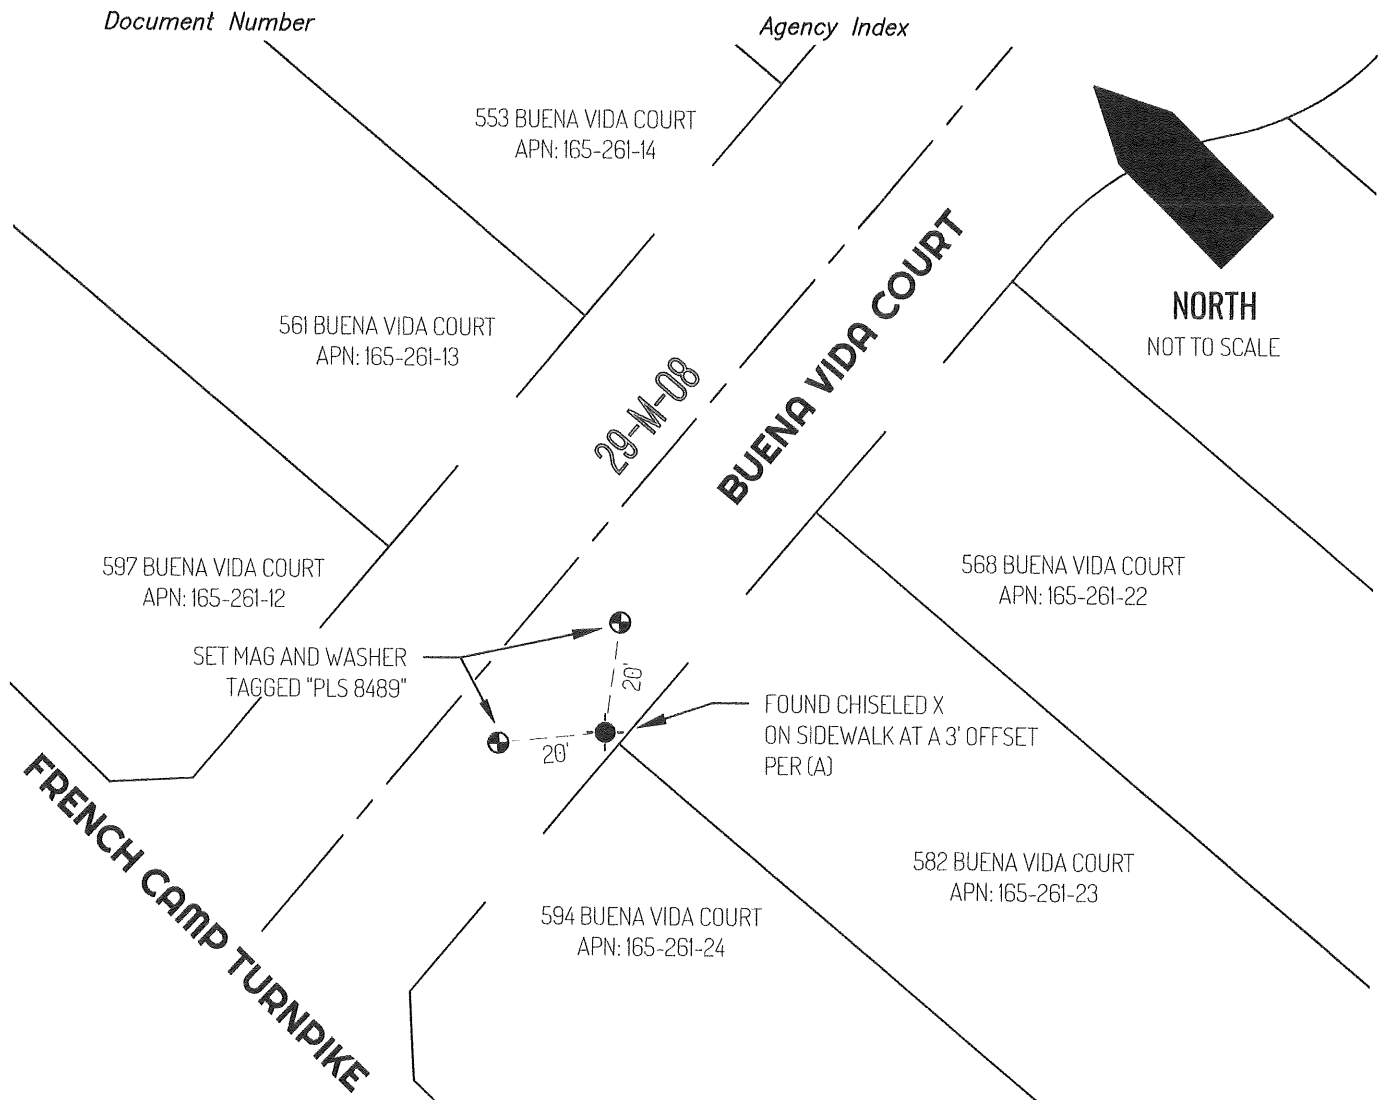 Document Number
Agency Index
553 BUENA VIDA COURT
APN: 165-261-14
561 BUENA VIDA COURT
APN: 165-261-13
NORTH
NOT TO SCALE
29-M-08
BUENA VIDA COURT
597 BUENA VIDA COURT
APN: 165-261-12
568 BUENA VIDA COURT
APN: 165-261-22
SET MAG AND WASHER
TAGGED "PLS 8489"
20'
20'
FOUND CHISELED X
ON SIDEWALK AT A 3' OFFSET
PER (A)
FRENCH CAMP TURNPIKE
582 BUENA VIDA COURT
APN: 165-261-23
594 BUENA VIDA COURT
APN: 165-261-24